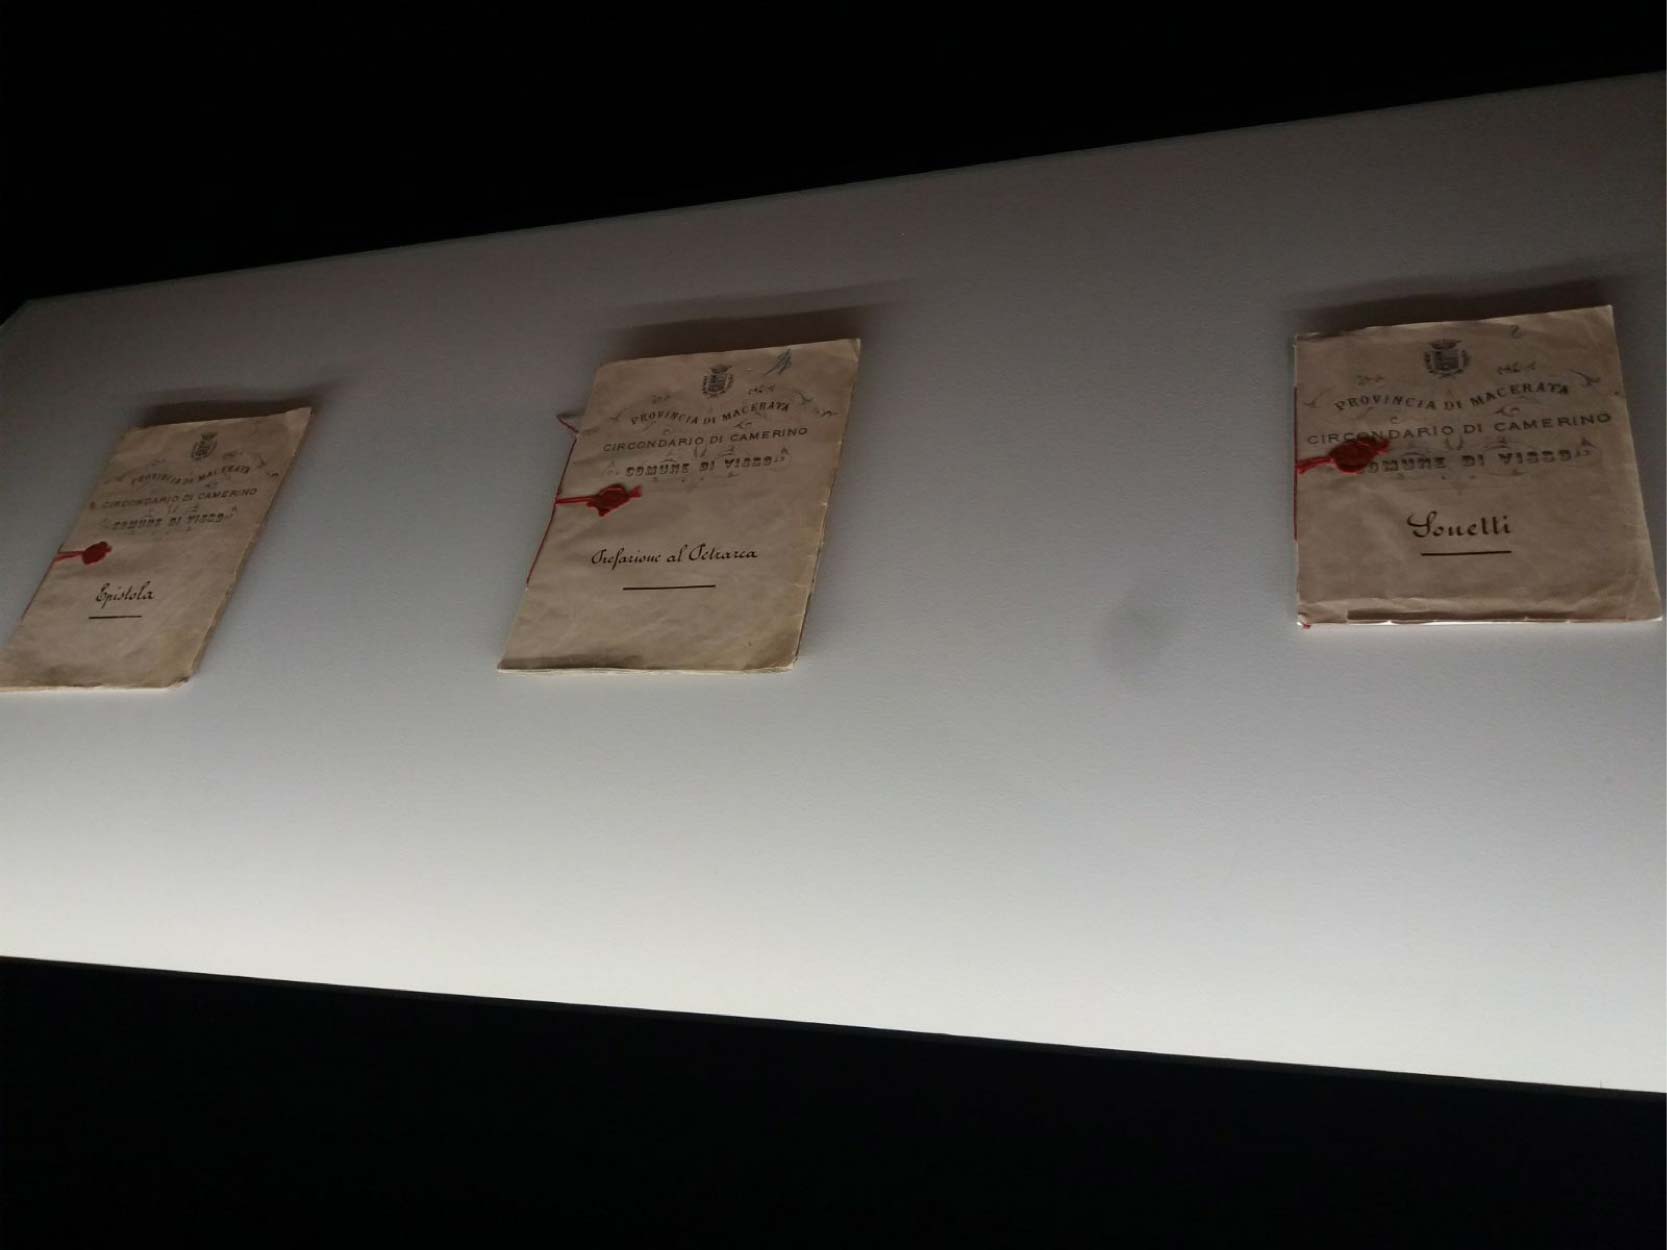 PROVINCIA DI MACERATA
CIRCONDARIO DI CAMERINO
COMUNE DI VISSO
Epistola
PROVINCIA DI MACERATA
CIRCONDARIO DI CAMERINO
COMUNE DI VISSO
Prefazione al Petrarca
2
PROVINCIA DI MACERATA
CIRCONDARIO DI CAMERINO
COMUNE DI VISSO
Sonetti